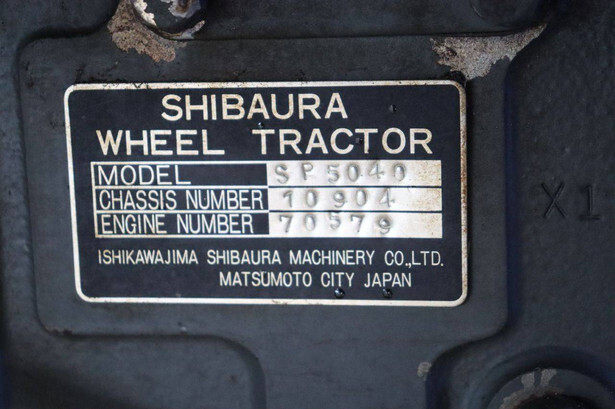 SHIBAURA
WHEEL TRACTOR
MODEL SP5040
CHASSIS NUMBER 10904
ENGINE NUMBER 70579
ISHIKAWAJIMA SHIBAURA MACHINERY CO.,LTD.
MATSUMOTO CITY JAPAN
X1